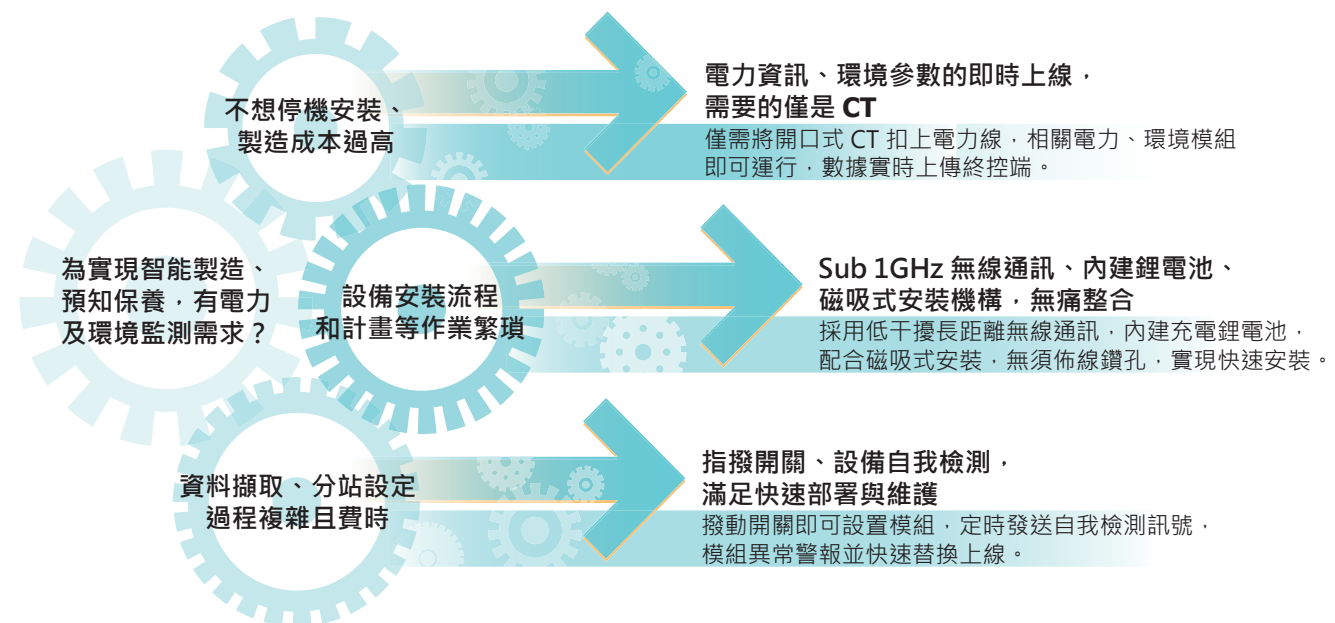 不想停機安裝、
製造成本過高
電力資訊、環境參數的即時上線，
需要的僅是 CT
僅需將開口式 CT 扣上電力線，相關電力、環境模組
即可運行，數據實時上傳終控端。
為實現智能製造、
預知保養，有電力
及環境監測需求？
設備安裝流程
和計畫等作業繁瑣
Sub 1GHz 無線通訊、內建鋰電池、
磁吸式安裝機構，無痛整合
採用低干擾長距離無線通訊，內建充電鋰電池，
配合磁吸式安裝，無須佈線鑽孔，實現快速安裝。
資料擷取、分站設定
過程複雜且費時
指撥開關、設備自我檢測，
滿足快速部署與維護
撥動開關即可設置模組，定時發送自我檢測訊號，
模組異常警報並快速替換上線。